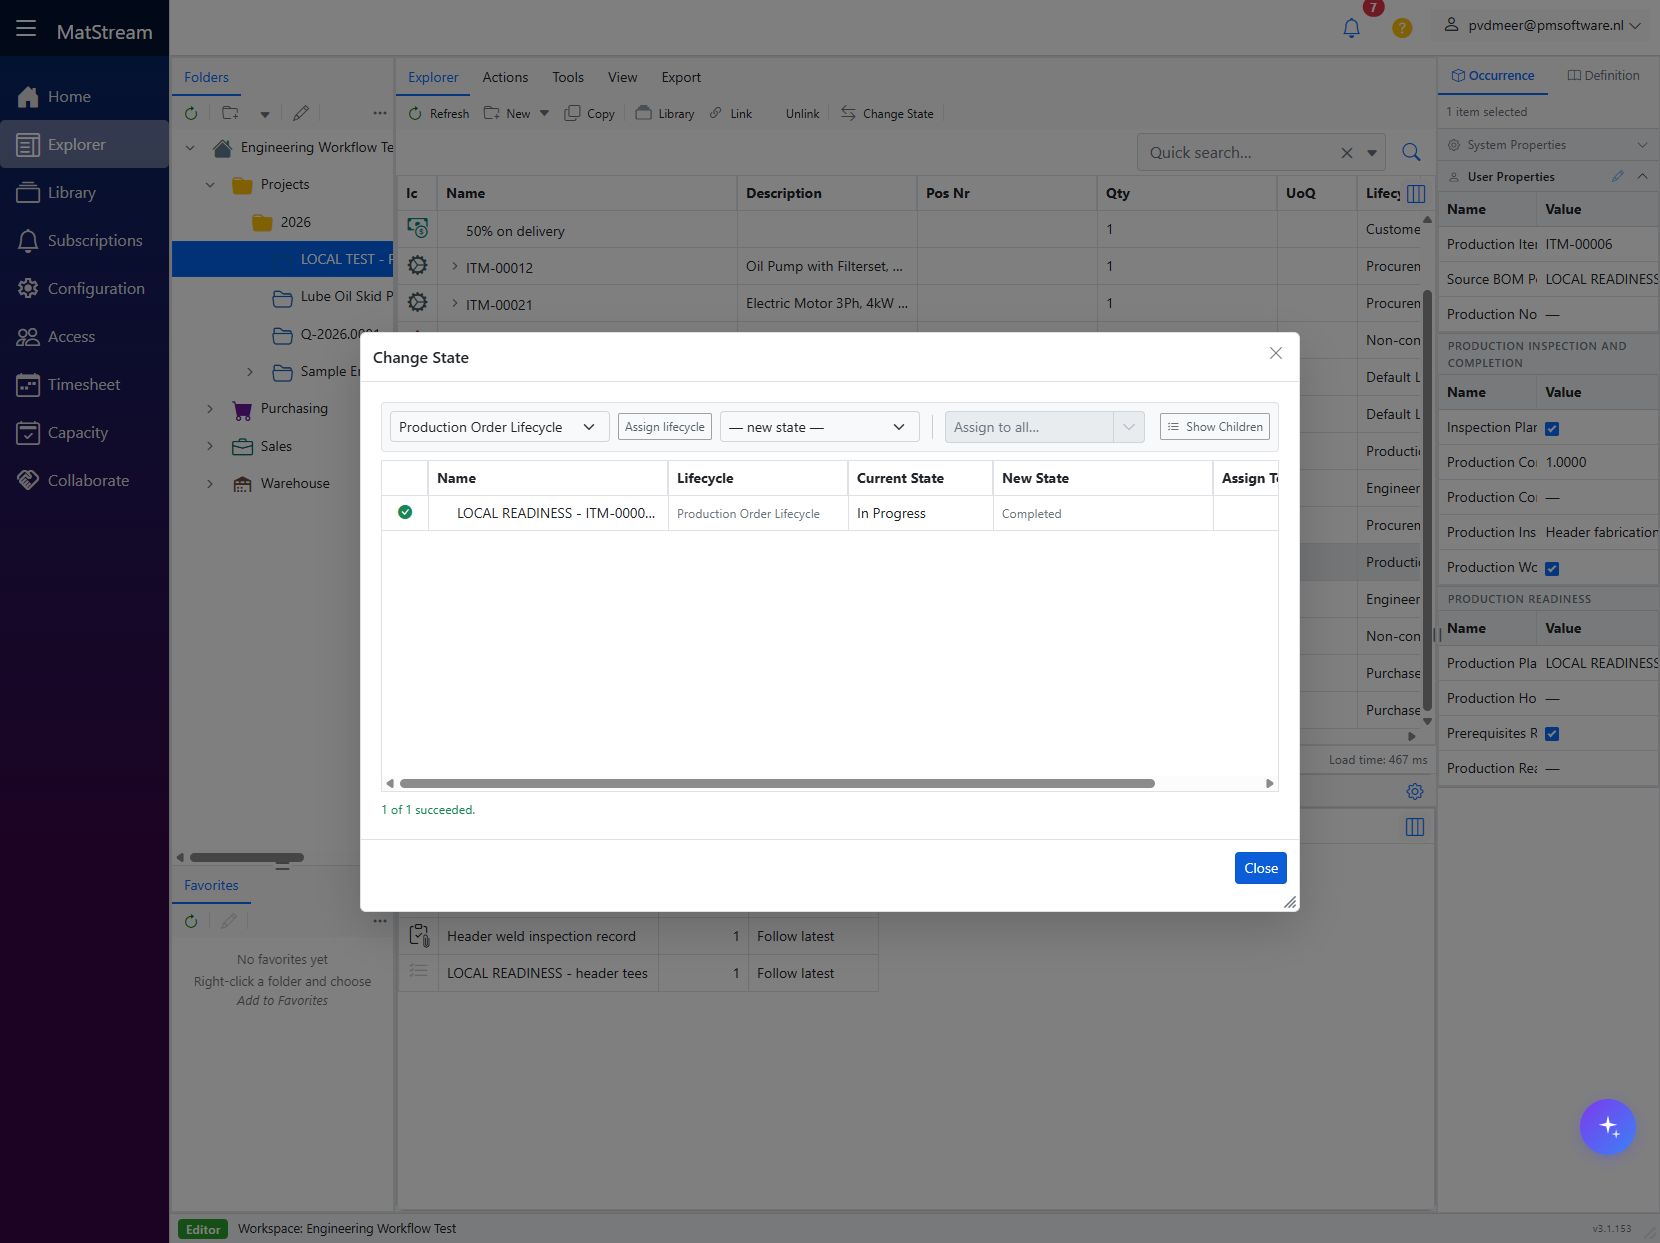 MatStream
Home
Explorer
Library
Subscriptions
Configuration
Access
Timesheet
Capacity
Collaborate
7
?
pvdmeer@pmsoftware.nl
Folders
Engineering Workflow Te
Projects
2026
LOCAL TEST -
Lube Oil Skid P
Sample
Purchasing
Sales
Warehouse
Favorites
No favorites yet
Right-click a folder and choose
Add to Favorites
Explorer Actions Tools View Export
Refresh New Copy Library Link Unlink Change State
Quick search...
Ic Name Description Pos Nr Qty UoQ Lifecy
50% on delivery 1 Custome
ITM-00012 Oil Pump with Filterset, ... 1 Procurem
ITM-00021 Electric Motor 3Ph, 4kW ... 1 Procurem
Non-con
Default L
Default L
Producti
Engineer
Procurem
Producti
Engineer
Non-con
Purchase
Purchase
Load time: 467 ms
Change State
Production Order Lifecycle Assign lifecycle — new state — Assign to all... Show Children
Name Lifecycle Current State New State Assign To
LOCAL READINESS - ITM-0000... Production Order Lifecycle In Progress Completed
1 of 1 succeeded.
Close
Header weld inspection record 1 Follow latest
LOCAL READINESS - header tees 1 Follow latest
Occurrence Definition
1 item selected
System Properties
User Properties
Name Value
Production Iter ITM-00006
Source BOM LOCAL READINESS
Production No —
PRODUCTION INSPECTION AND
COMPLETION
Name Value
Inspection Plan
Production Co 1.0000
Production Co —
Production Ins Header fabrication
Production Wo
PRODUCTION READINESS
Name Value
Production Pla LOCAL READINESS
Production Ho —
Prerequisites R
Production Rea —
Editor Workspace: Engineering Workflow Test
v3.1.153